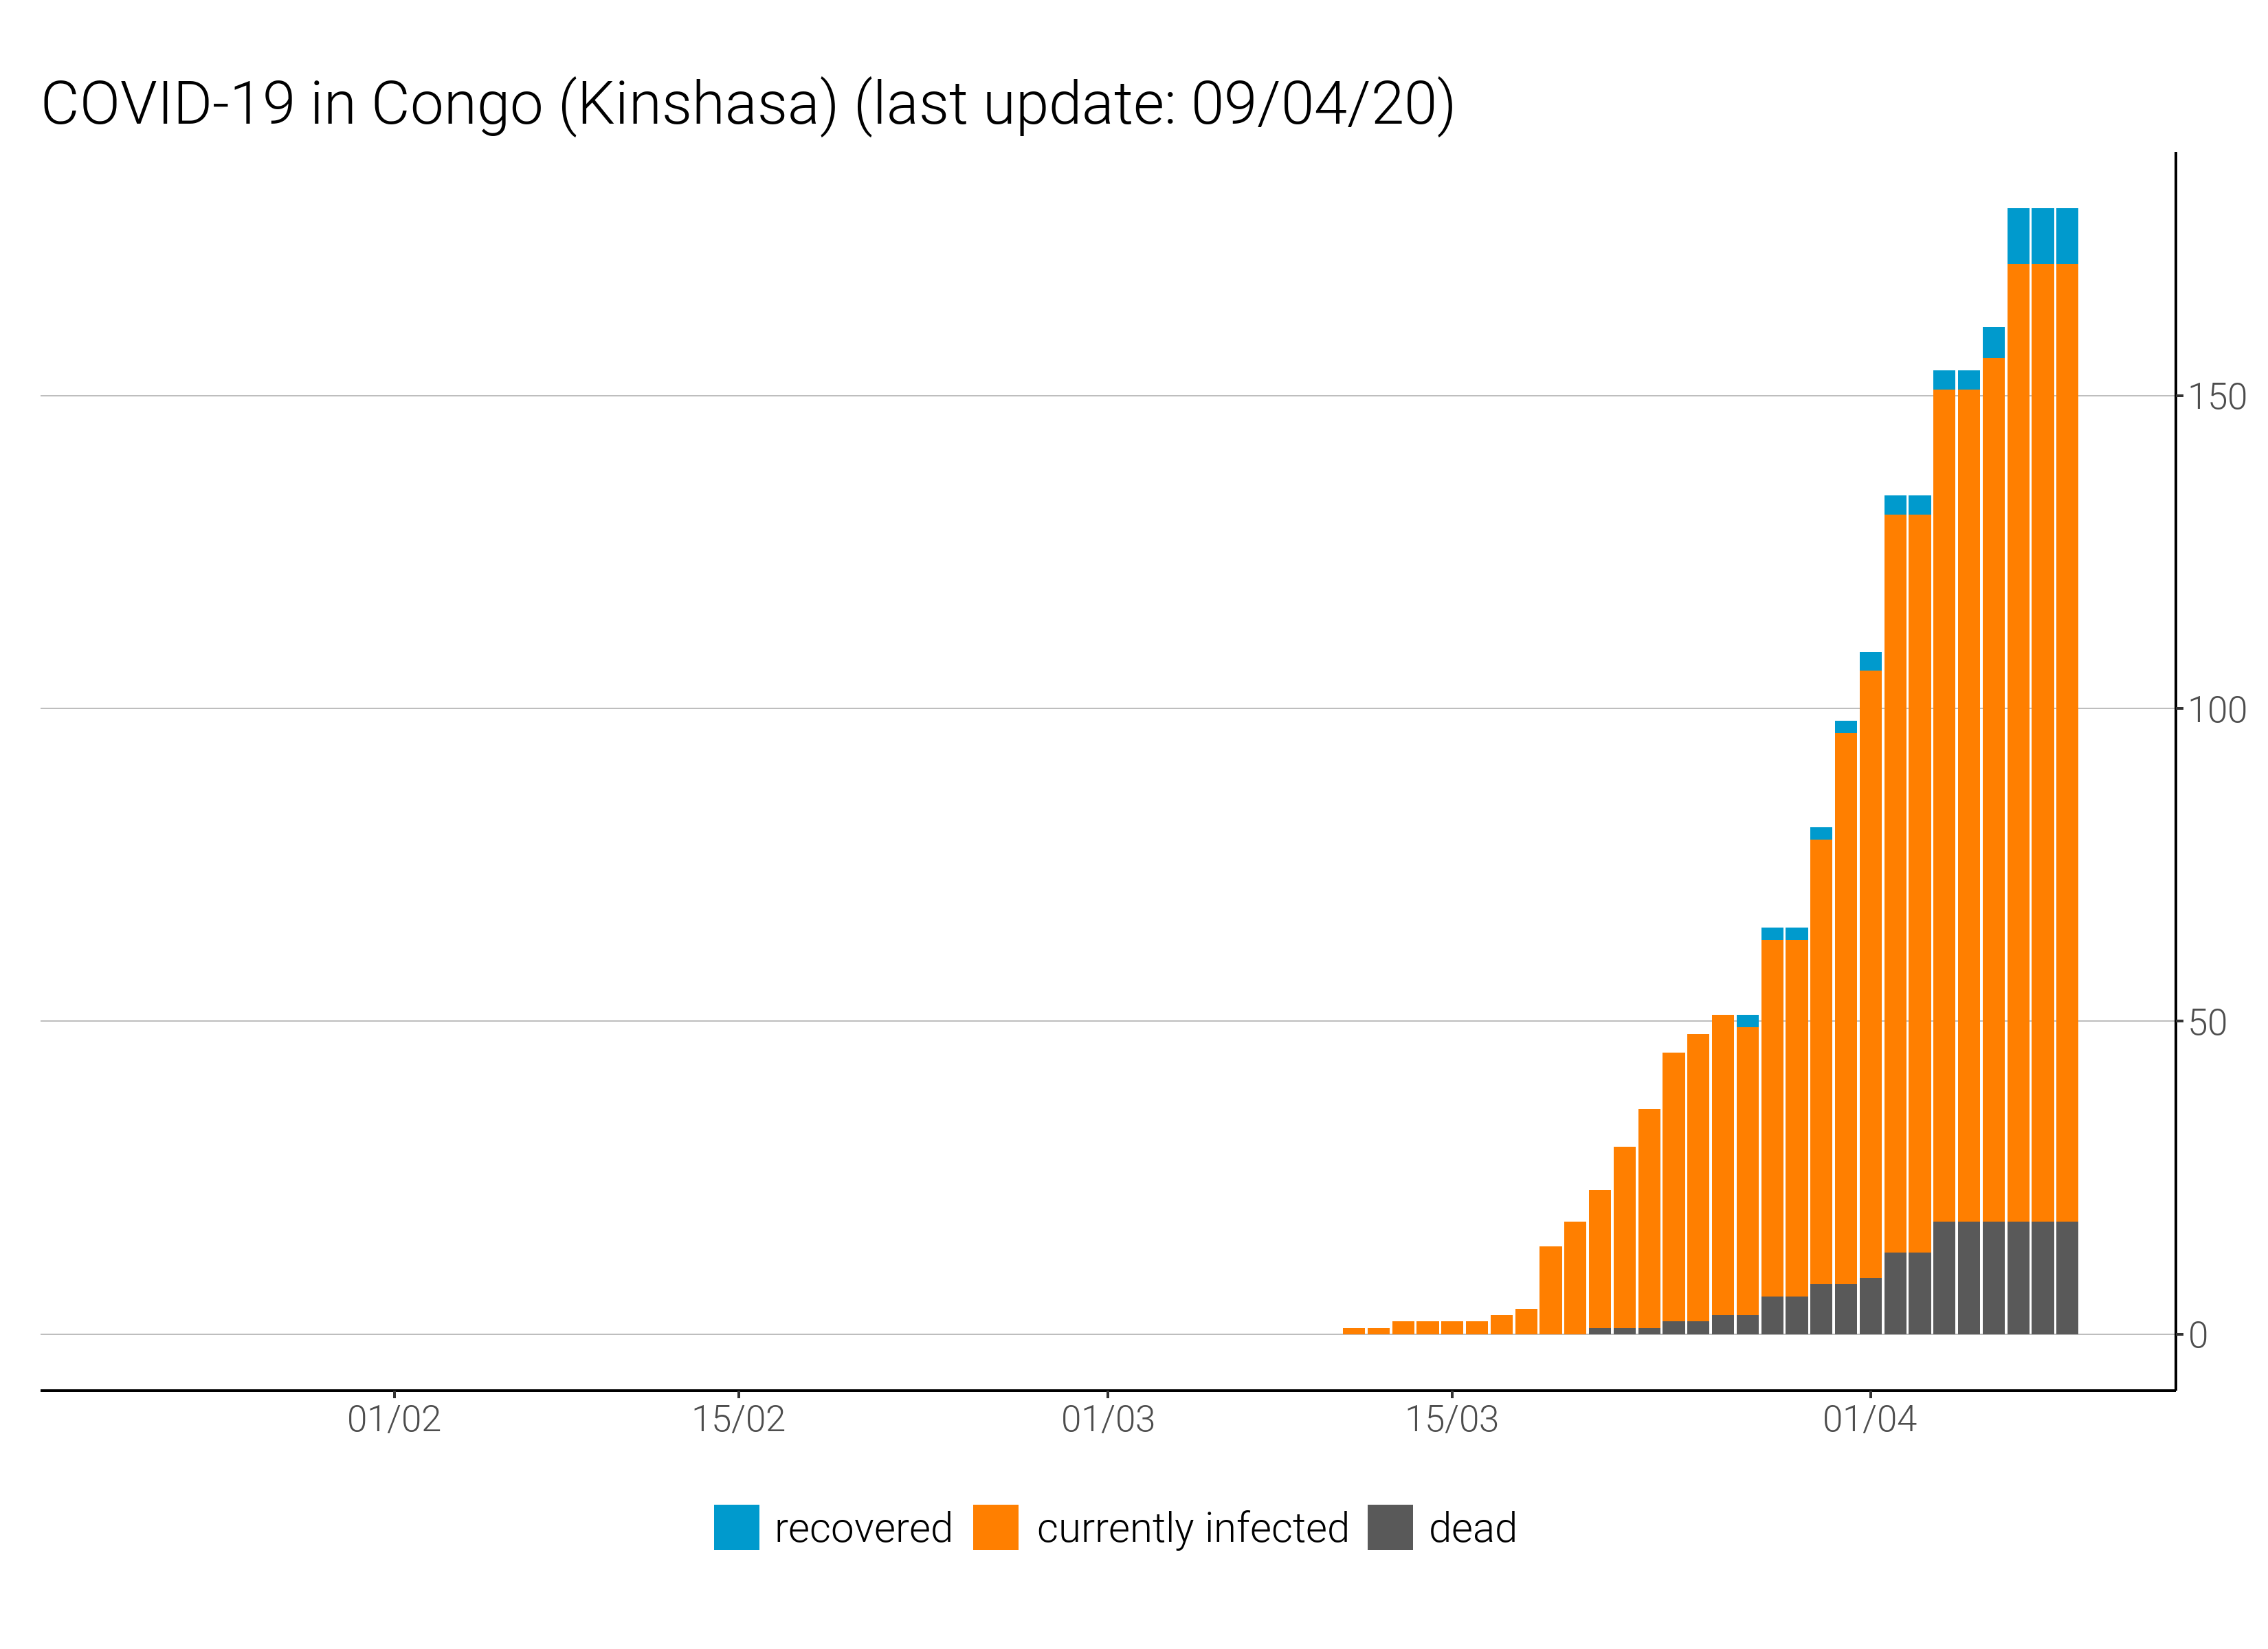 COVID-19 in Congo (Kinshasa) (last update: 09/04/20)
150
100
50
0
01/02 15/02 01/03 15/03 01/04
recovered currently infected dead